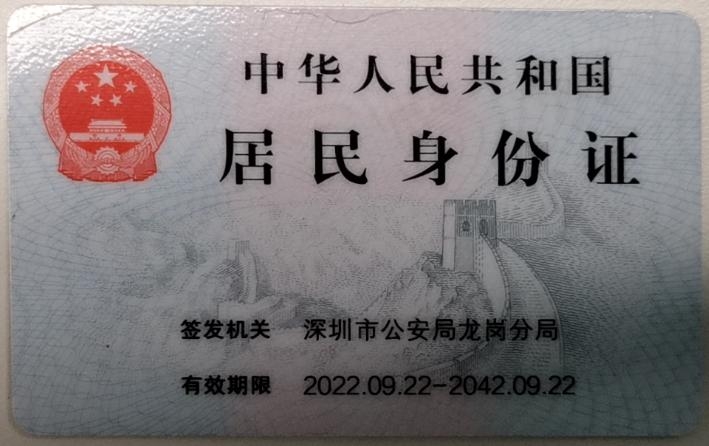 中华人民共和国
居民身份证
签发机关 深圳市公安局龙岗分局
有效期限 2022.09.22-2042.09.22